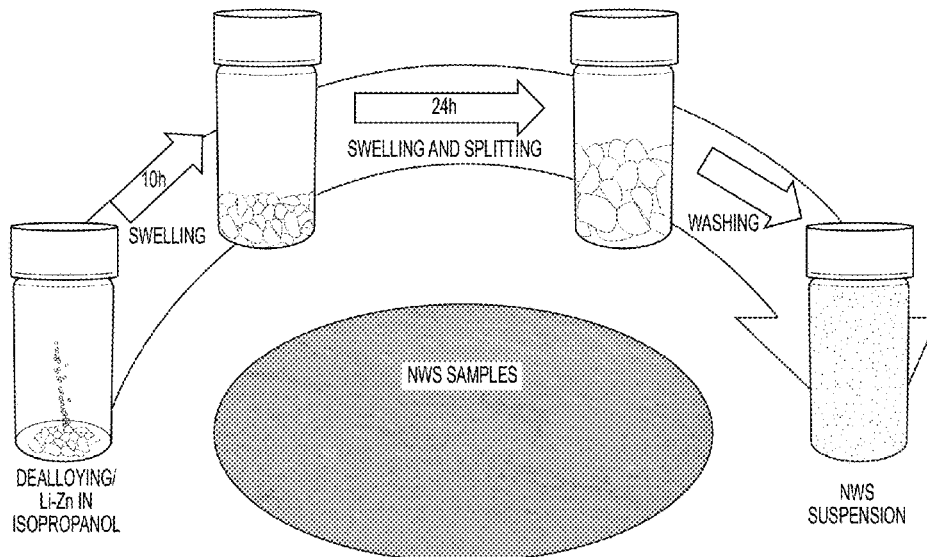 10h
SWELLING
24h
SWELLING AND SPLITTING
WASHING
NWS SAMPLES
DEALLOYING/
Li-Zn IN
ISOPROPANOL
NWS
SUSPENSION